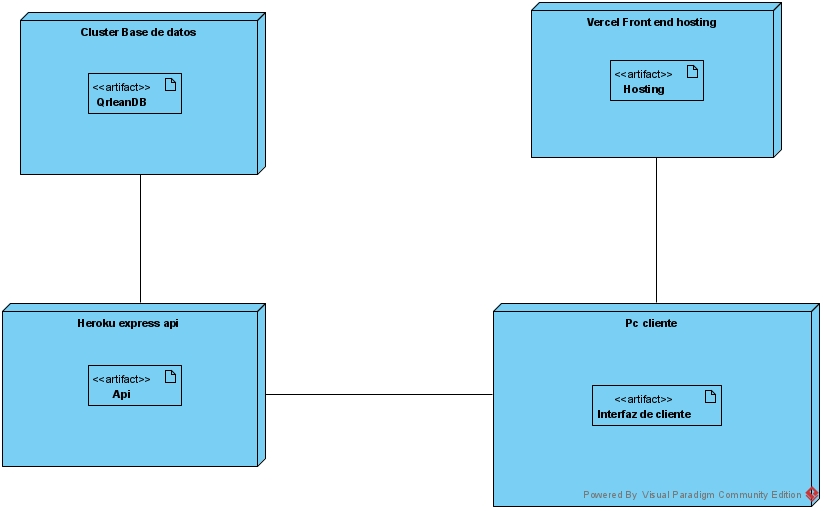 Cluster Base de datos
<<artifact>>
QrleanDB
Vercel Front end hosting
<<artifact>>
Hosting
Heroku express api
<<artifact>>
Api
Pc cliente
<<artifact>>
Interfaz de cliente
Powered By Visual Paradigm Community Edition